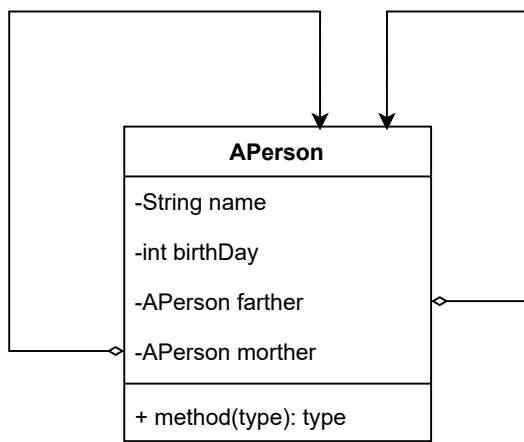 APerson
-String name
-int birthDay
-APerson farther
-APerson morther
+ method(type): type